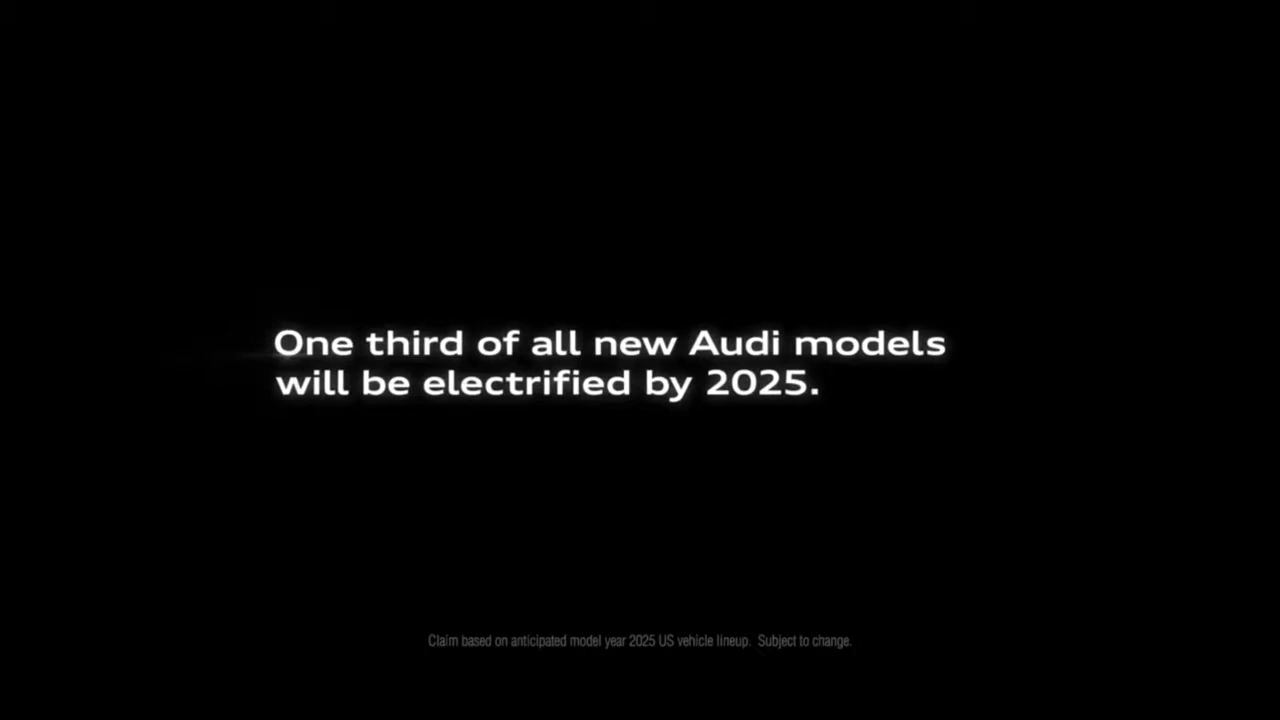 One third of all new Audi models
will be electrified by 2025.
Claim based on anticipated model year 2025 US vehicle lineup. Subject to change.